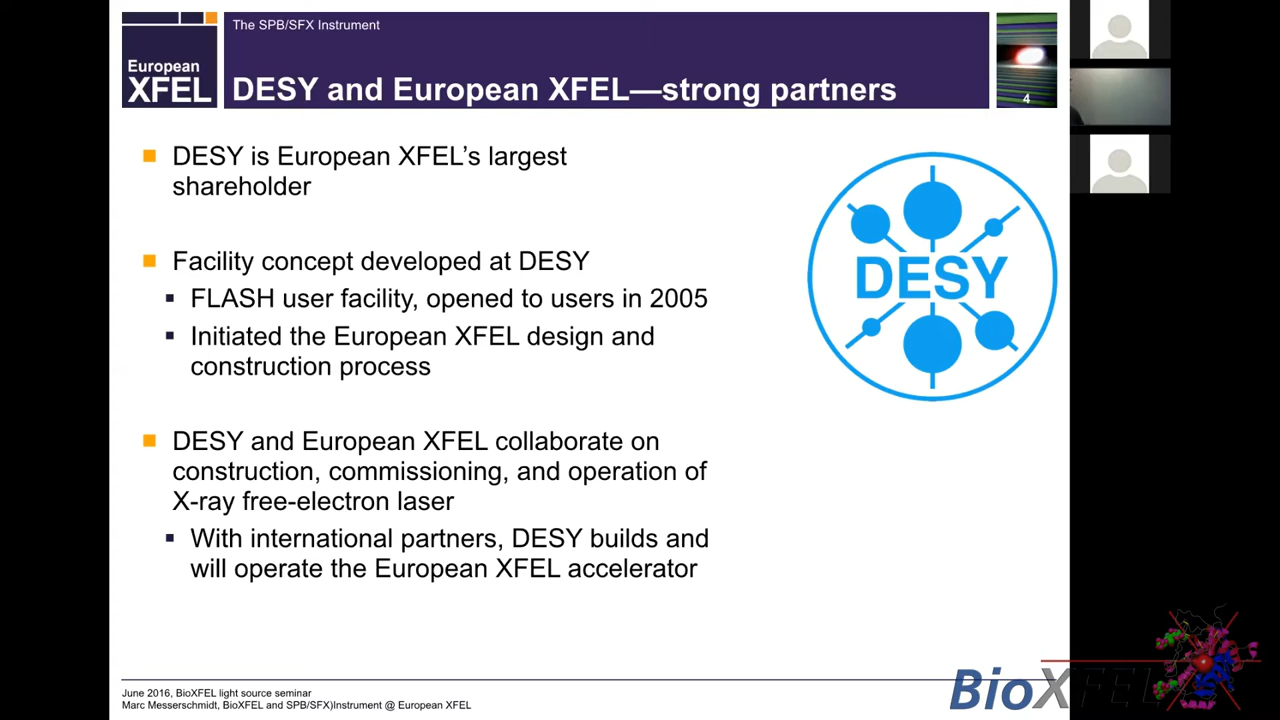 The SPB/SFX Instrument
European
XFEL
DESY and European XFEL—strong partners
4
DESY is European XFEL's largest
shareholder
Facility concept developed at DESY
FLASH user facility, opened to users in 2005
Initiated the European XFEL design and
construction process
DESY
DESY and European XFEL collaborate on
construction, commissioning, and operation of
X-ray free-electron laser
With international partners, DESY builds and
will operate the European XFEL accelerator
June 2016, BioXFEL light source seminar
Marc Messerschmidt, BioXFEL and SPB/SFX)Instrument @ European XFEL
BioXFEL